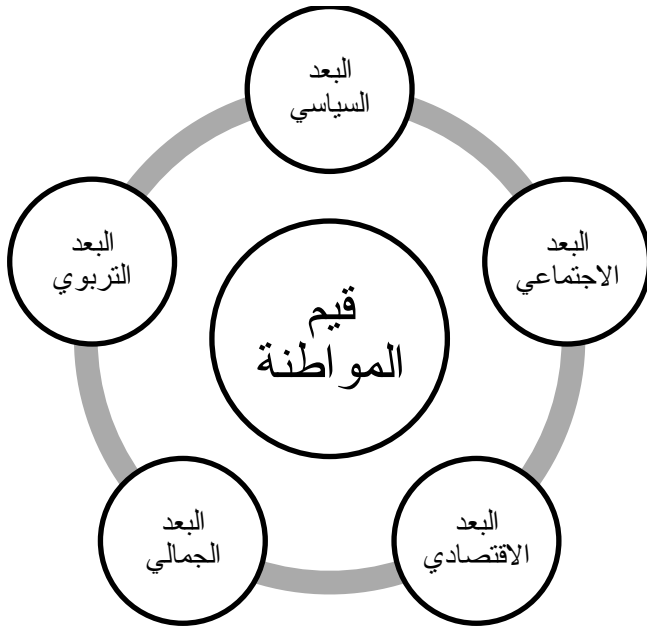 البعد
السياسي
البعد
الاجتماعي
البعد
التربوي
قيم
المواطنة
البعد
الاقتصادي
البعد
الجمالي